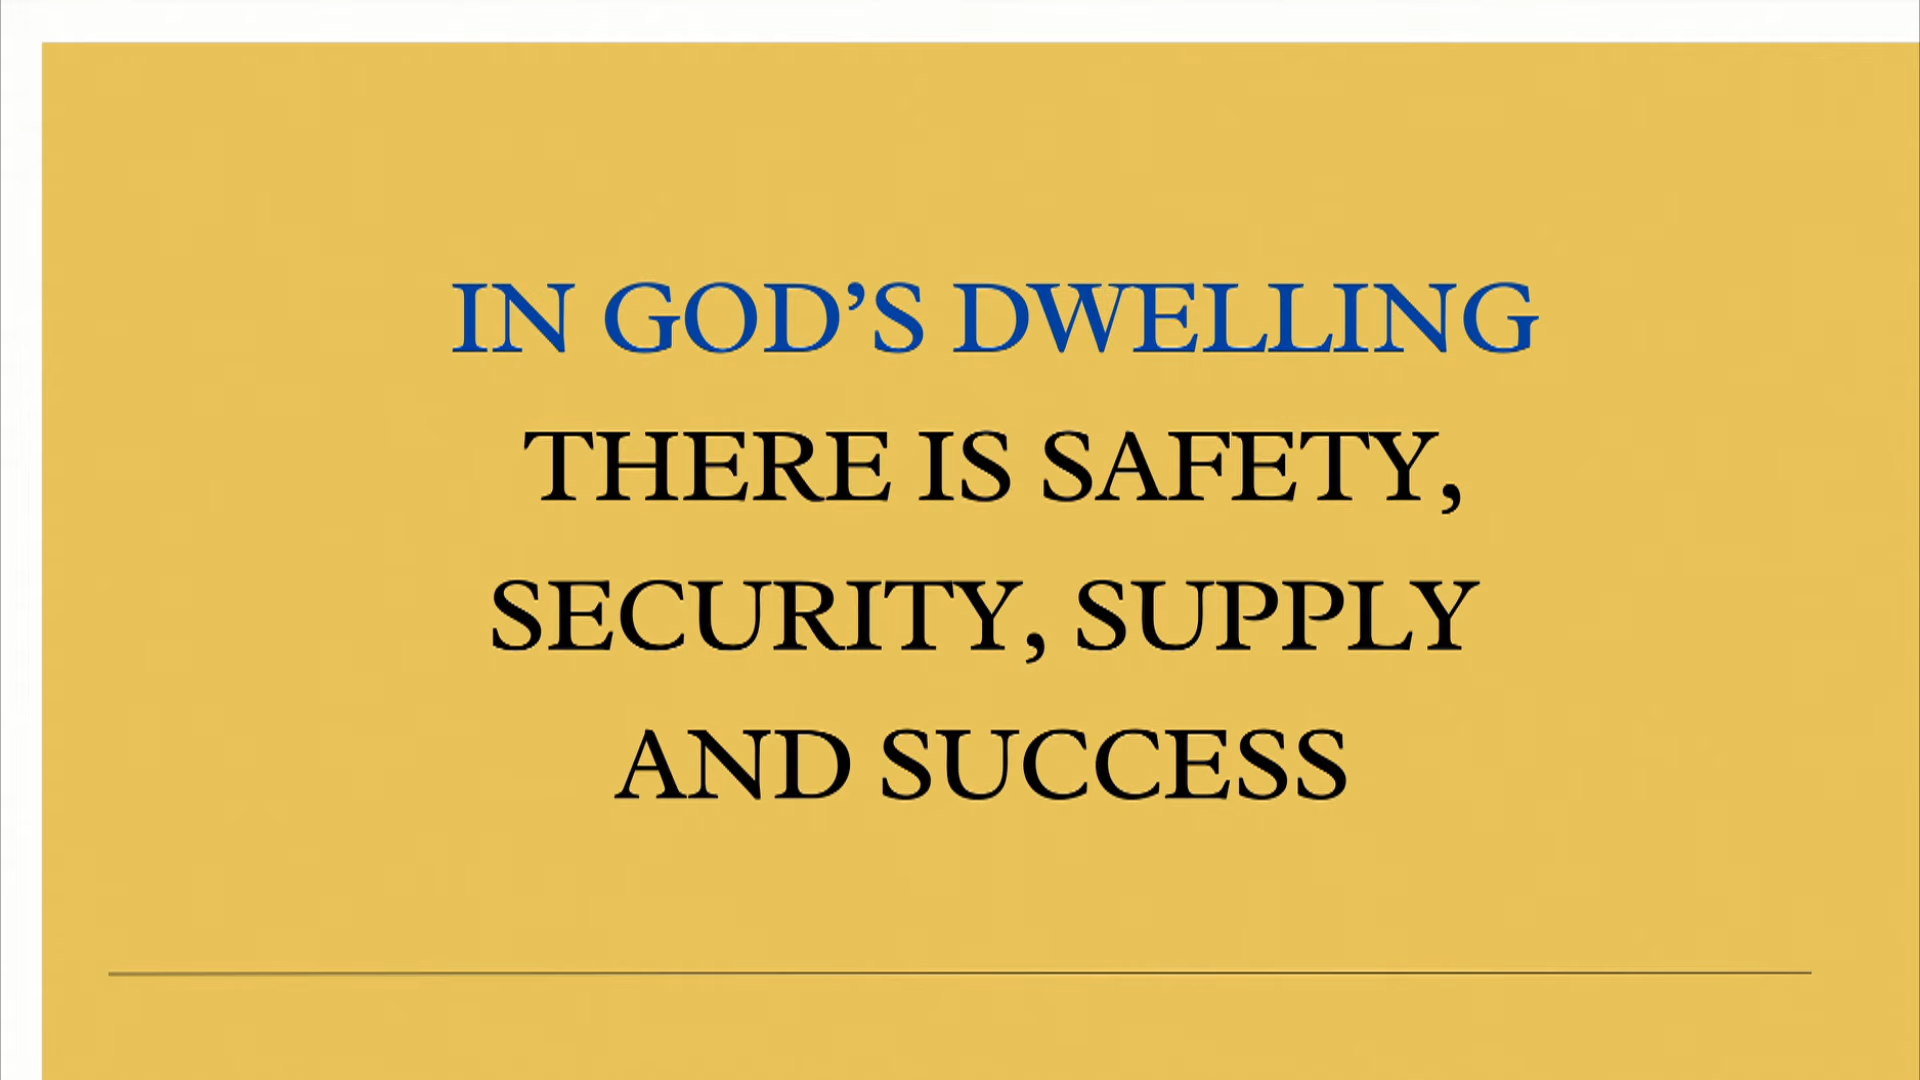 IN GOD’S DWELLING
THERE IS SAFETY,
SECURITY, SUPPLY
AND SUCCESS